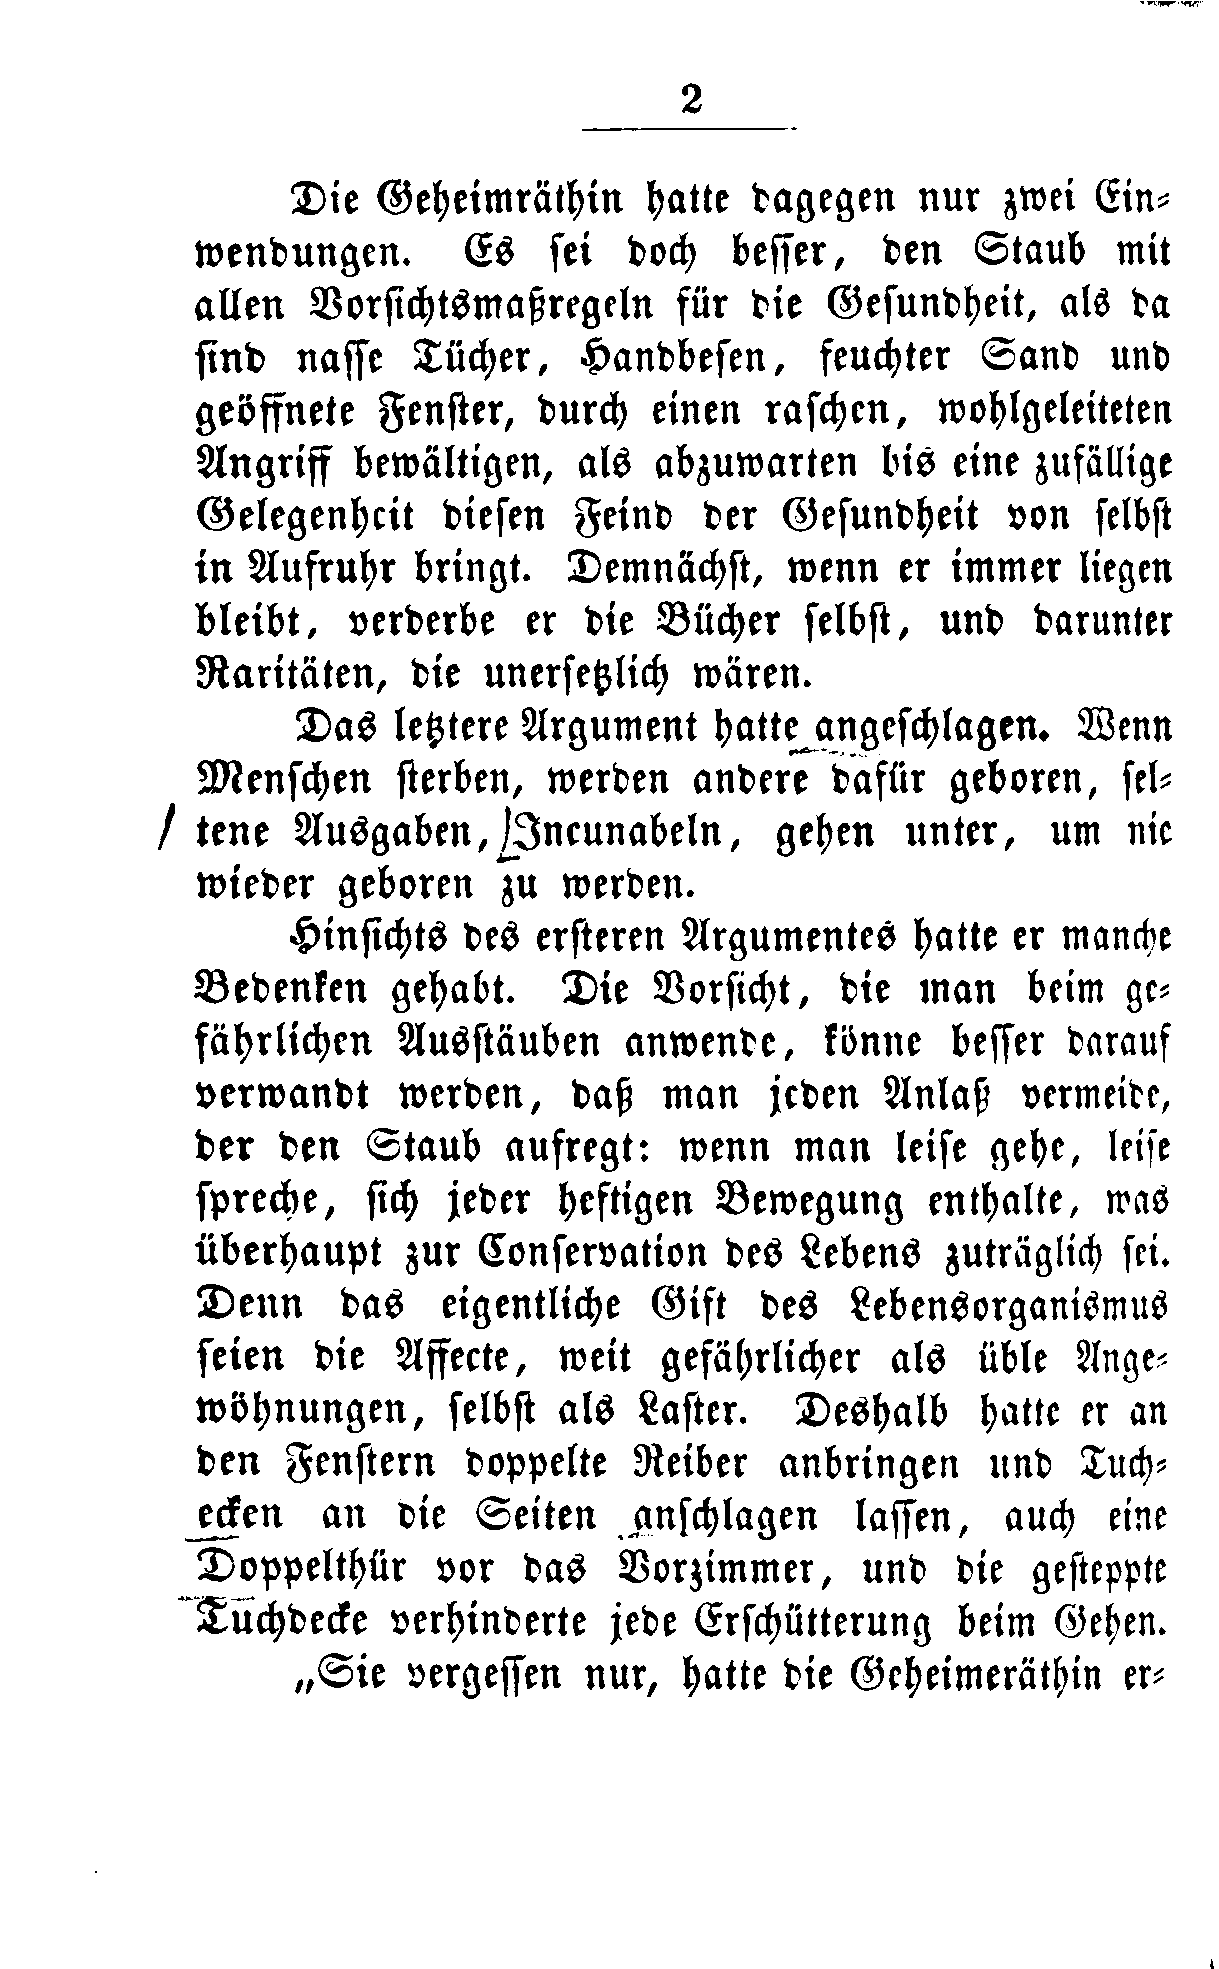 2
Die Geheimräthin hatte dagegen nur zwei Ein-
wendungen. Es sei doch besser, den Staub mit
allen Vorsichtsmaßregeln für die Gesundheit, als da
sind nasse Tücher, Handbesen, feuchter Sand und
geöffnete Fenster, durch einen raschen, wohlgeleiteten
Angriff bewältigen, als abzuwarten bis eine zufällige
Gelegenheit diesen Feind der Gesundheit von selbst
in Aufruhr bringt. Demnächst, wenn er immer liegen
bleibt, verderbe er die Bücher selbst, und darunter
Raritäten, die unersetzlich wären.
Das letztere Argument hatte angeschlagen. Wenn
Menschen sterben, werden andere dafür geboren, sel-
tene Ausgaben, Incunabeln, gehen unter, um nie
wieder geboren zu werden.
Hinsichts des ersteren Argumentes hatte er manche
Bedenken gehabt. Die Vorsicht, die man beim ge-
fährlichen Ausstäuben anwende, könne besser darauf
verwandt werden, daß man jeden Anlaß vermeide,
der den Staub aufregt: wenn man leise gehe, leise
spreche, sich jeder heftigen Bewegung enthalte, was
überhaupt zur Conservation des Lebens zuträglich sei.
Denn das eigentliche Gift des Lebensorganismus
seien die Affecte, weit gefährlicher als üble Ange-
wöhnungen, selbst als Laster. Deshalb hatte er an
den Fenstern doppelte Reiber anbringen und Tuch-
ecken an die Seiten anschlagen lassen, auch eine
Doppelthür vor das Vorzimmer, und die gesteppte
Tuchdecke verhinderte jede Erschütterung beim Gehen.
„Sie vergessen nur, hatte die Geheimeräthin er-